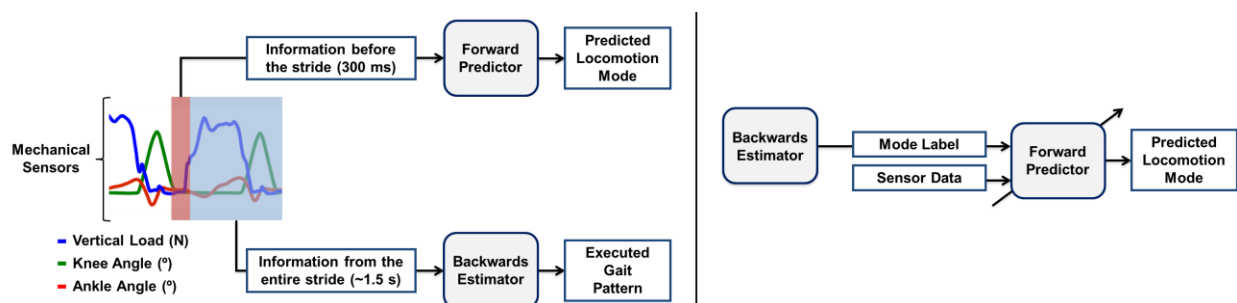 Information before
the stride (300 ms)
Forward
Predictor
Predicted
Locomotion
Mode
Mechanical
Sensors
Vertical Load (N)
Knee Angle (º)
Ankle Angle (º)
Information from the
entire stride (~1.5 s)
Backwards
Estimator
Executed
Gait
Pattern
Backwards
Estimator
Mode Label
Sensor Data
Forward
Predictor
Predicted
Locomotion
Mode